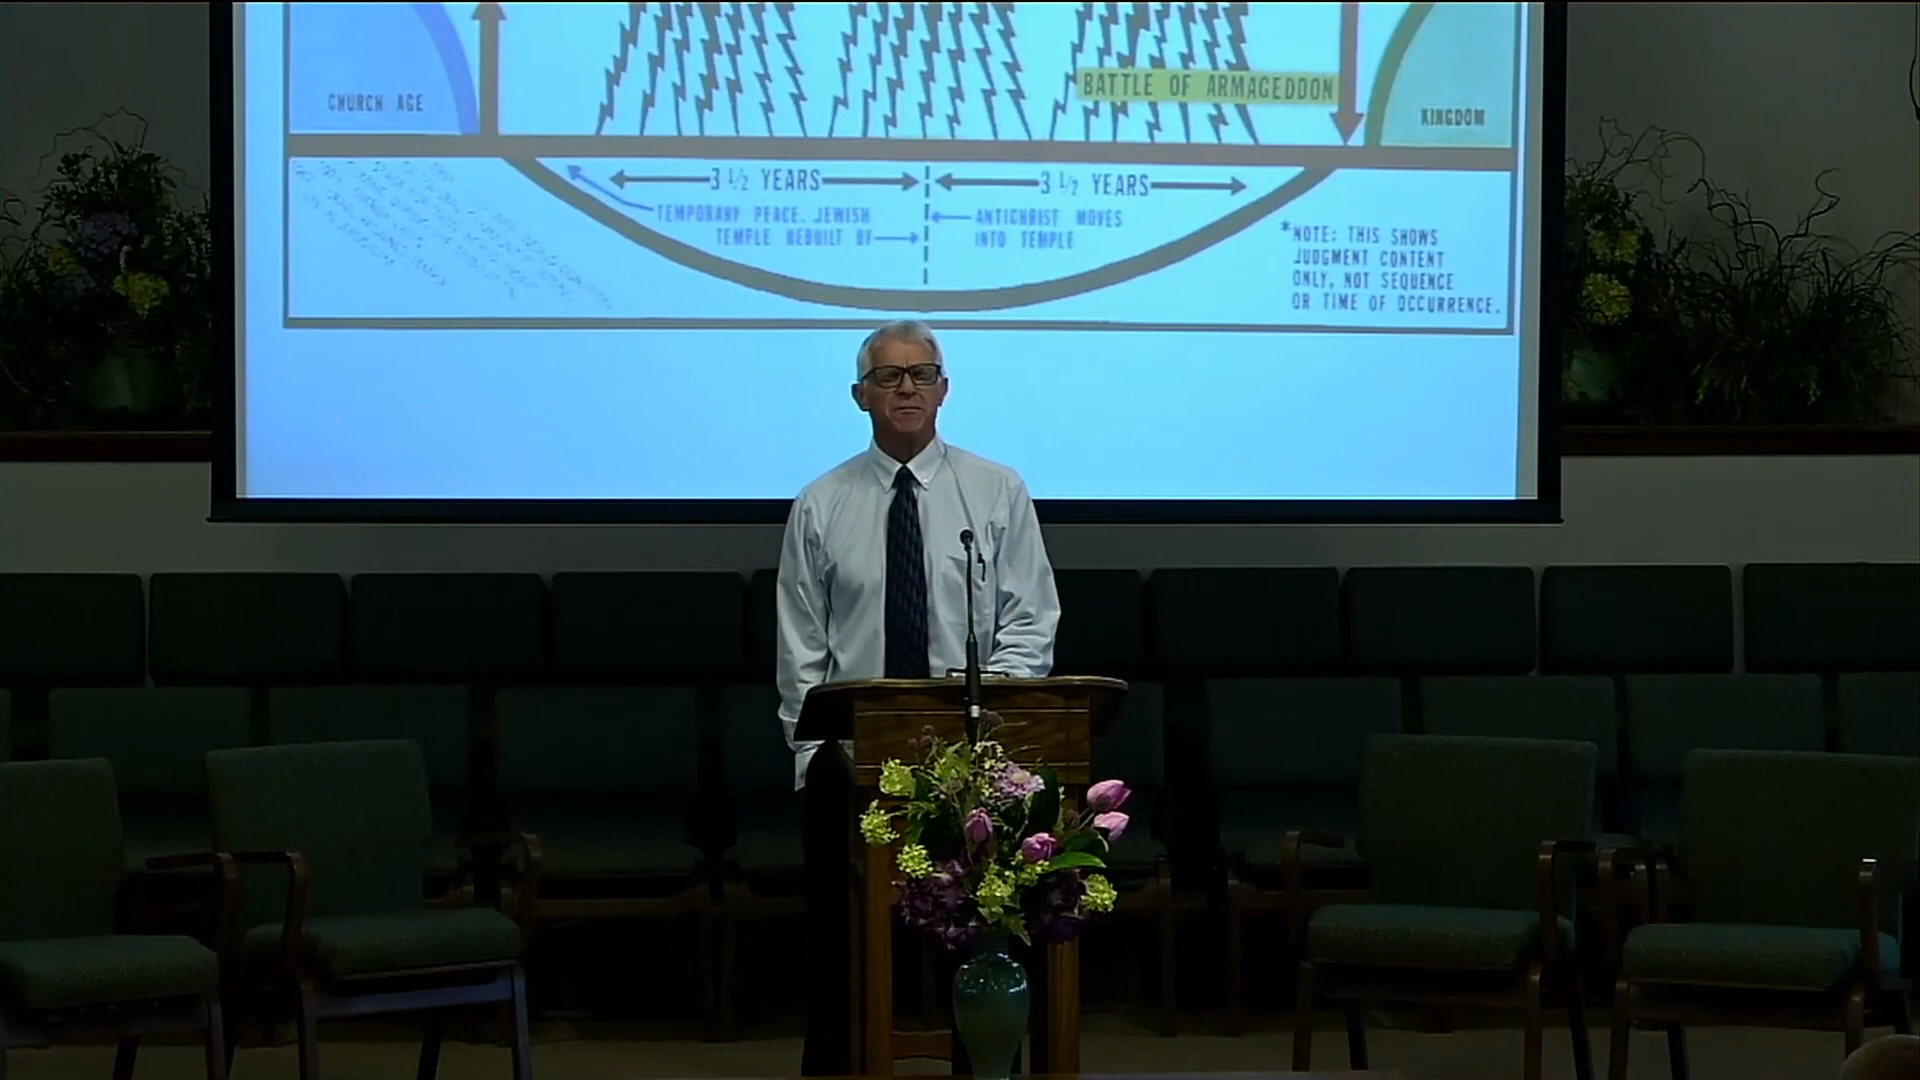 CHURCH AGE
BATTLE OF ARMAGEDDON
KINGDOM
3 1/2 YEARS
3 1/2 YEARS
TEMPORARY PEACE. JEWISH
TEMPLE REBUILT BY
ANTICHRIST MOVES
INTO TEMPLE
*NOTE: THIS SHOWS
JUDGMENT CONTENT
ONLY, NOT SEQUENCE
OR TIME OF OCCURRENCE.